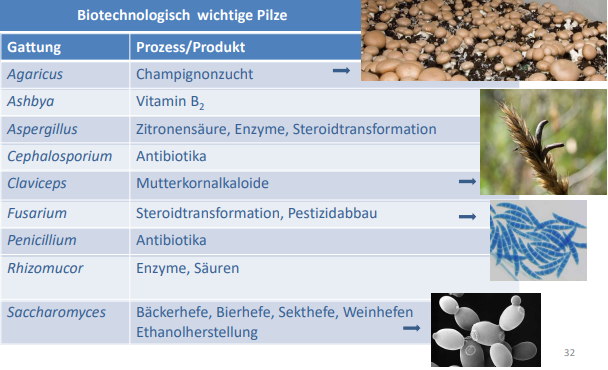 Biotechnologisch wichtige Pilze
Gattung Prozess/Produkt
Agaricus Champignonzucht
Ashbya Vitamin B₂
Aspergillus Zitronensäure, Enzyme, Steroidtransformation
Cephalosporium Antibiotika
Claviceps Mutterkornalkaloide
Fusarium Steroidtransformation, Pestizidabbau
Penicillium Antibiotika
Rhizomucor Enzyme, Säuren
Saccharomyces Bäckerhefe, Bierhefe, Sekthefe, Weinhefen
Ethanolherstellung
32